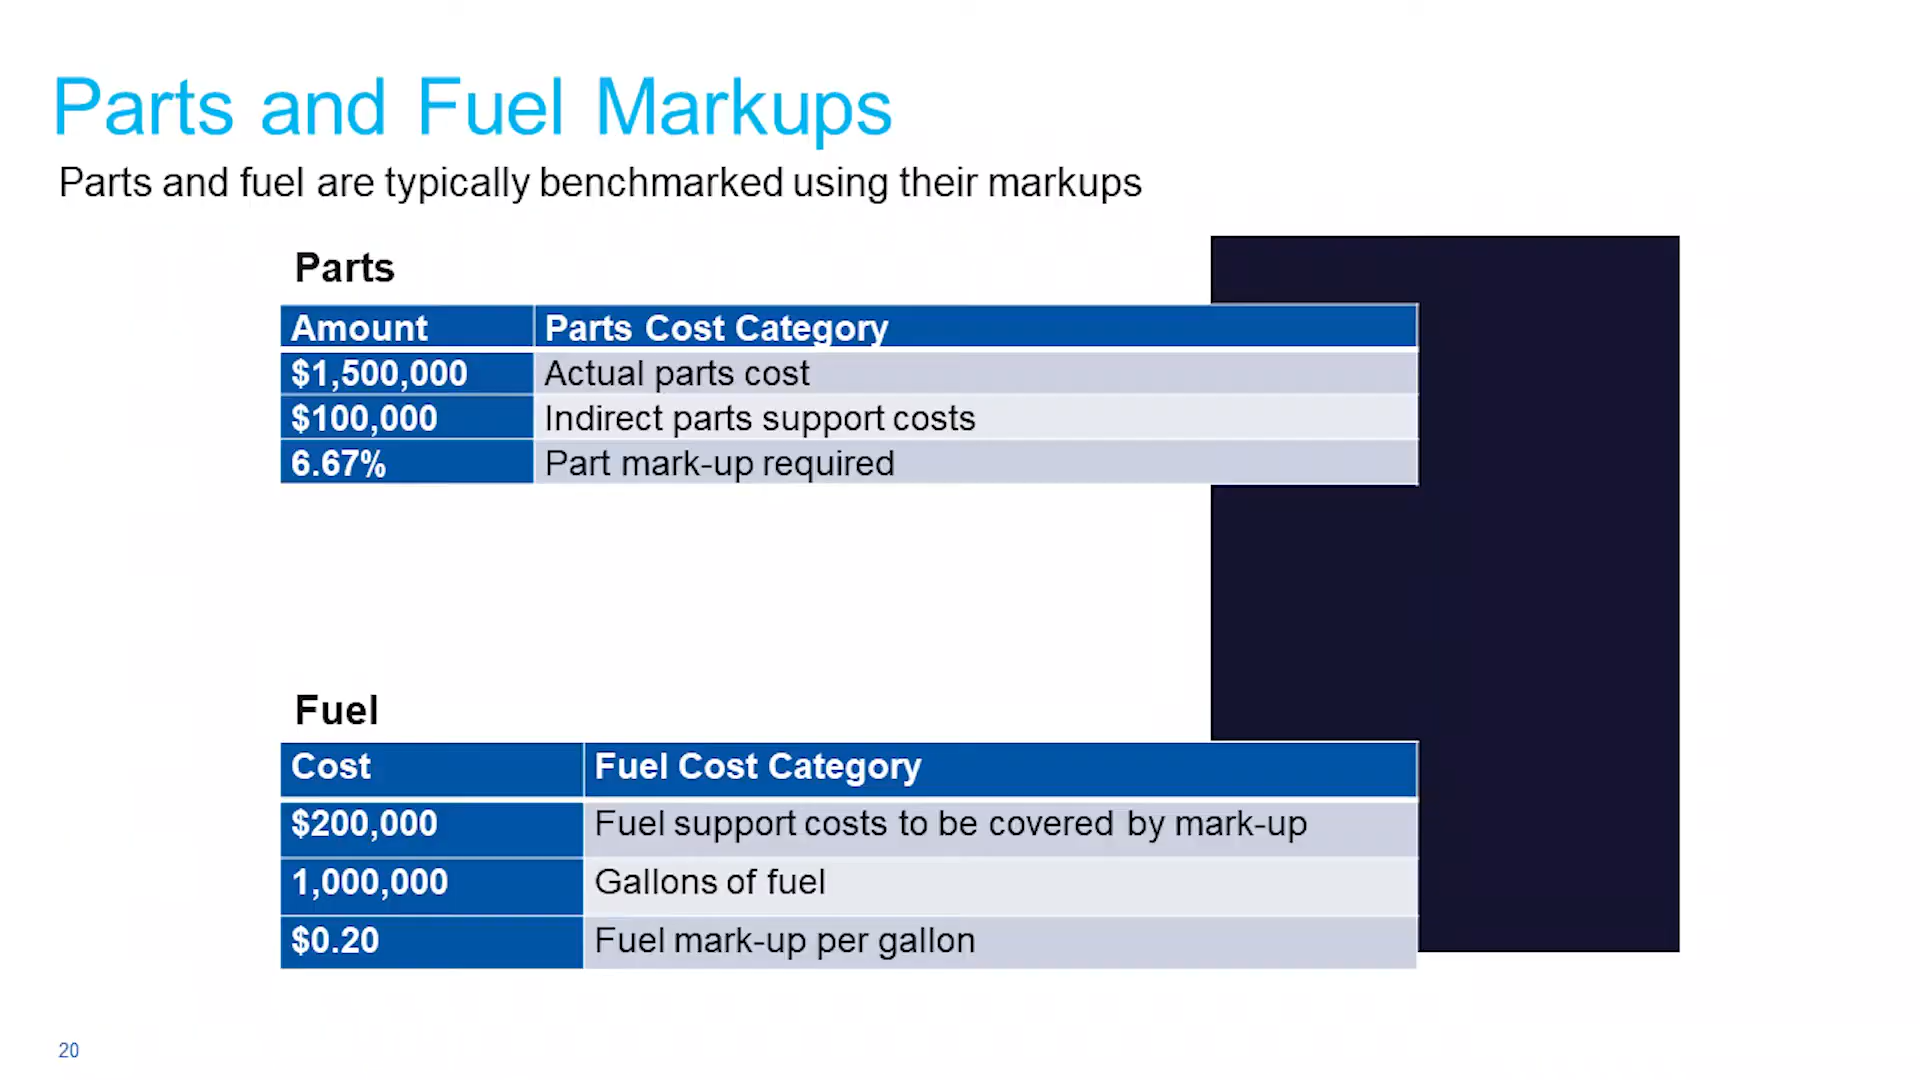 Parts and Fuel Markups
Parts and fuel are typically benchmarked using their markups
Parts
Amount Parts Cost Category
$1,500,000 Actual parts cost
$100,000 Indirect parts support costs
6.67% Part mark-up required
Fuel
Cost Fuel Cost Category
$200,000 Fuel support costs to be covered by mark-up
1,000,000 Gallons of fuel
$0.20 Fuel mark-up per gallon
20